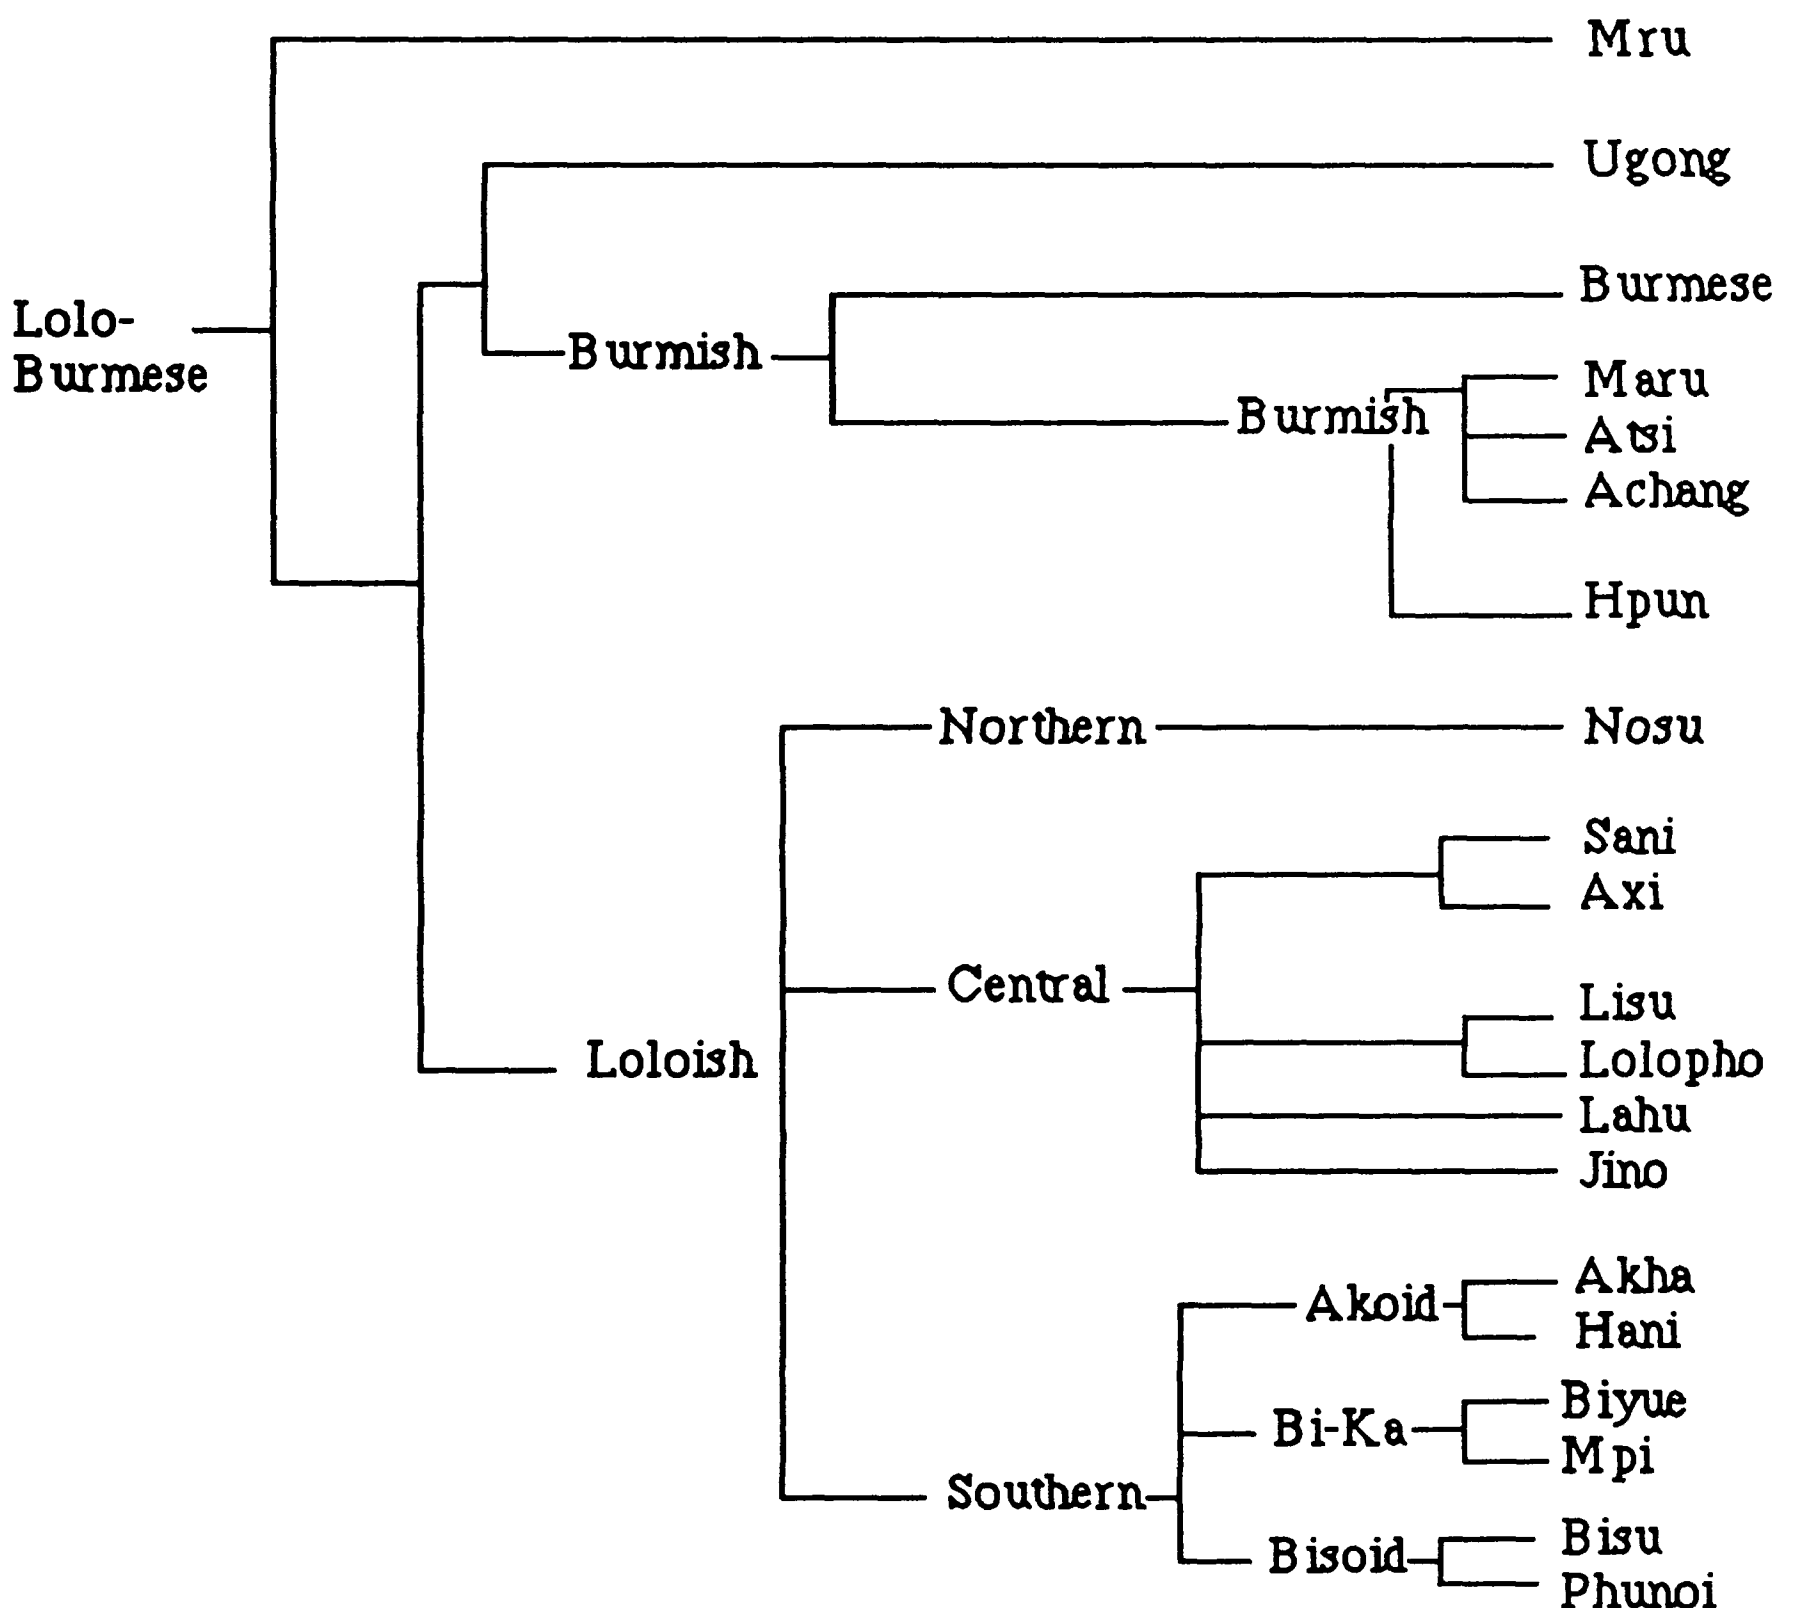 Mru
Ugong
Burmese
Lolo-
Burmese
Burmish
Maru
Burmish
Atsi
Achang
Hpun
Northern
Nosu
Sani
Axi
Central
Lisu
Loloish
Lolopho
Lahu
Jino
Akha
Akoid
Hani
Biyue
Bi-Ka
Mpi
Southern
Bisu
Bisoid
Phunoi